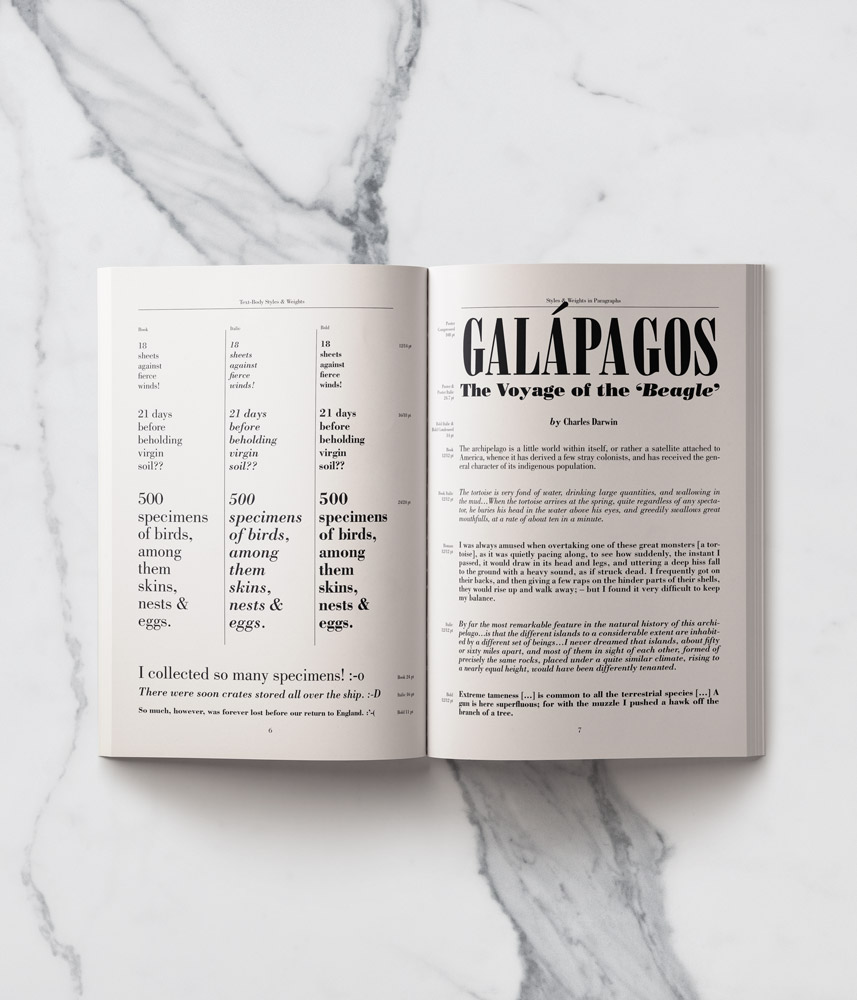 Text-Body Styles & Weights
Book
18
sheets
against
fierce
winds!
21 days
before
beholding
virgin
soil??
500
specimens
of birds,
among
them
skins,
nests &
eggs.
Italic
18
sheets
against
fierce
winds!
21 days
before
beholding
virgin
soil??
500
specimens
of birds,
among
them
skins,
nests &
eggs.
Bold
18
sheets
against
fierce
winds!
21 days
before
beholding
virgin
soil??
500
specimens
of birds,
among
them
skins,
nests &
eggs.
I collected so many specimens! :-o
There were soon crates stored all over the ship. :-D
So much, however, was forever lost before our return to England. :'-(
6
Styles & Weights in Paragraphs
GALÁPAGOS
The Voyage of the ‘Beagle’
by Charles Darwin
The archipelago is a little world within itself, or rather a satellite attached to
America, whence it has derived a few stray colonists, and has received the gen-
eral character of its indigenous population.
The tortoise is very fond of water, drinking large quantities, and wallowing in
the mud...When the tortoise arrives at the spring, quite regardless of any specta-
tor, he buries his head in the water above his eyes, and greedily swallows great
mouthfulls, at a rate of about ten in a minute.
I was always amused when overtaking one of these great monsters [a tor-
toise], as it was quietly pacing along, to see how suddenly, the instant I
passed, it would draw in its head and legs, and uttering a deep hiss fall
to the ground with a heavy sound, as if struck dead. I frequently got on
their backs, and then giving a few raps on the hinder parts of their shells,
they would rise up and walk away; – but I found it very difficult to keep
my balance.
By far the most remarkable feature in the natural history of this archi-
pelago...is that the different islands to a considerable extent are inhabit-
ed by a different set of beings...I never dreamed that islands, about fifty
or sixty miles apart, and most of them in sight of each other, formed of
precisely the same rocks, placed under a quite similar climate, rising to
a nearly equal height, would have been differently tenanted.
Extreme tameness [...] is common to all the terrestrial species [...] A
gun is here superfluous; for with the muzzle I pushed a hawk off the
branch of a tree.
7